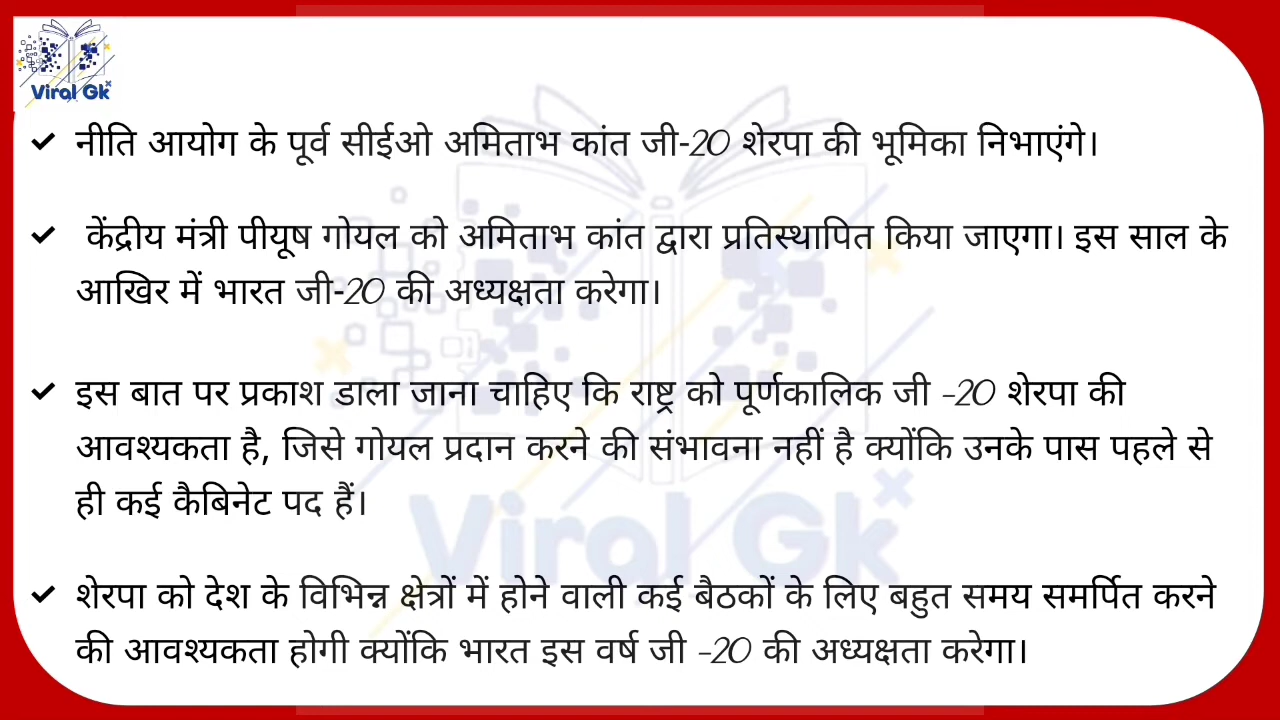 Viral Gk
नीति आयोग के पूर्व सीईओ अमिताभ कांत जी-20 शेरपा की भूमिका निभाएंगे।
केंद्रीय मंत्री पीयूष गोयल को अमिताभ कांत द्वारा प्रतिस्थापित किया जाएगा। इस साल के
आखिर में भारत जी-20 की अध्यक्षता करेगा।
इस बात पर प्रकाश डाला जाना चाहिए कि राष्ट्र को पूर्णकालिक जी -20 शेरपा की
आवश्यकता है, जिसे गोयल प्रदान करने की संभावना नहीं है क्योंकि उनके पास पहले से
ही कई कैबिनेट पद हैं।
Viral Gk
शेरपा को देश के विभिन्न क्षेत्रों में होने वाली कई बैठकों के लिए बहुत समय समर्पित करने
की आवश्यकता होगी क्योंकि भारत इस वर्ष जी -20 की अध्यक्षता करेगा।